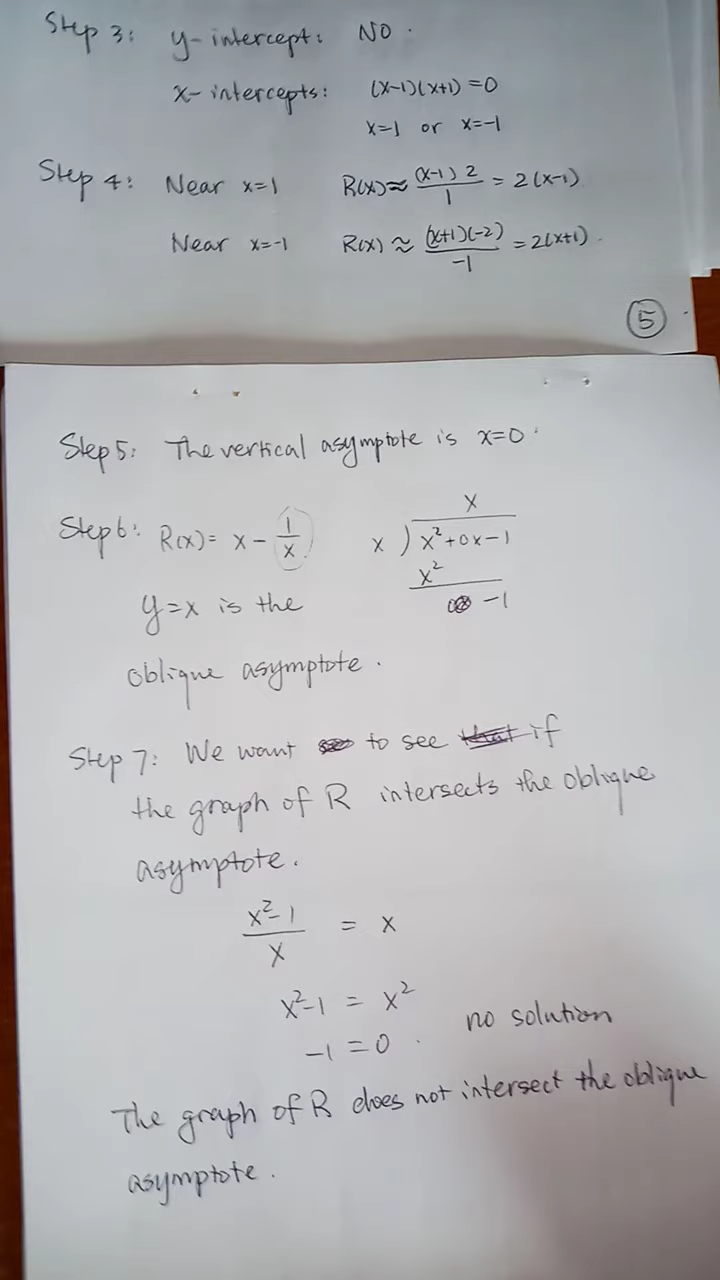 Step 3: y-intercept: NO.
x-intercepts: (x-1)(x+1)=0
x=1 or x=-1
Step 4: Near x=1 R(x)≈ (x-1)2/1 = 2(x-1)
Near x=-1 R(x) ≈ (x+1)(-2)/-1 = 2(x+1).
5
Step 5: The vertical asymptote is x=0.
Step 6: R(x)= x - 1/x
x
x ) x²+0x-1
x²
-1
y=x is the
oblique asymptote.
Step 7: We want to see if
the graph of R intersects the oblique
asymptote.
x²-1/x = x
x²-1 = x²
-1=0. no solution
The graph of R does not intersect the oblique
asymptote.